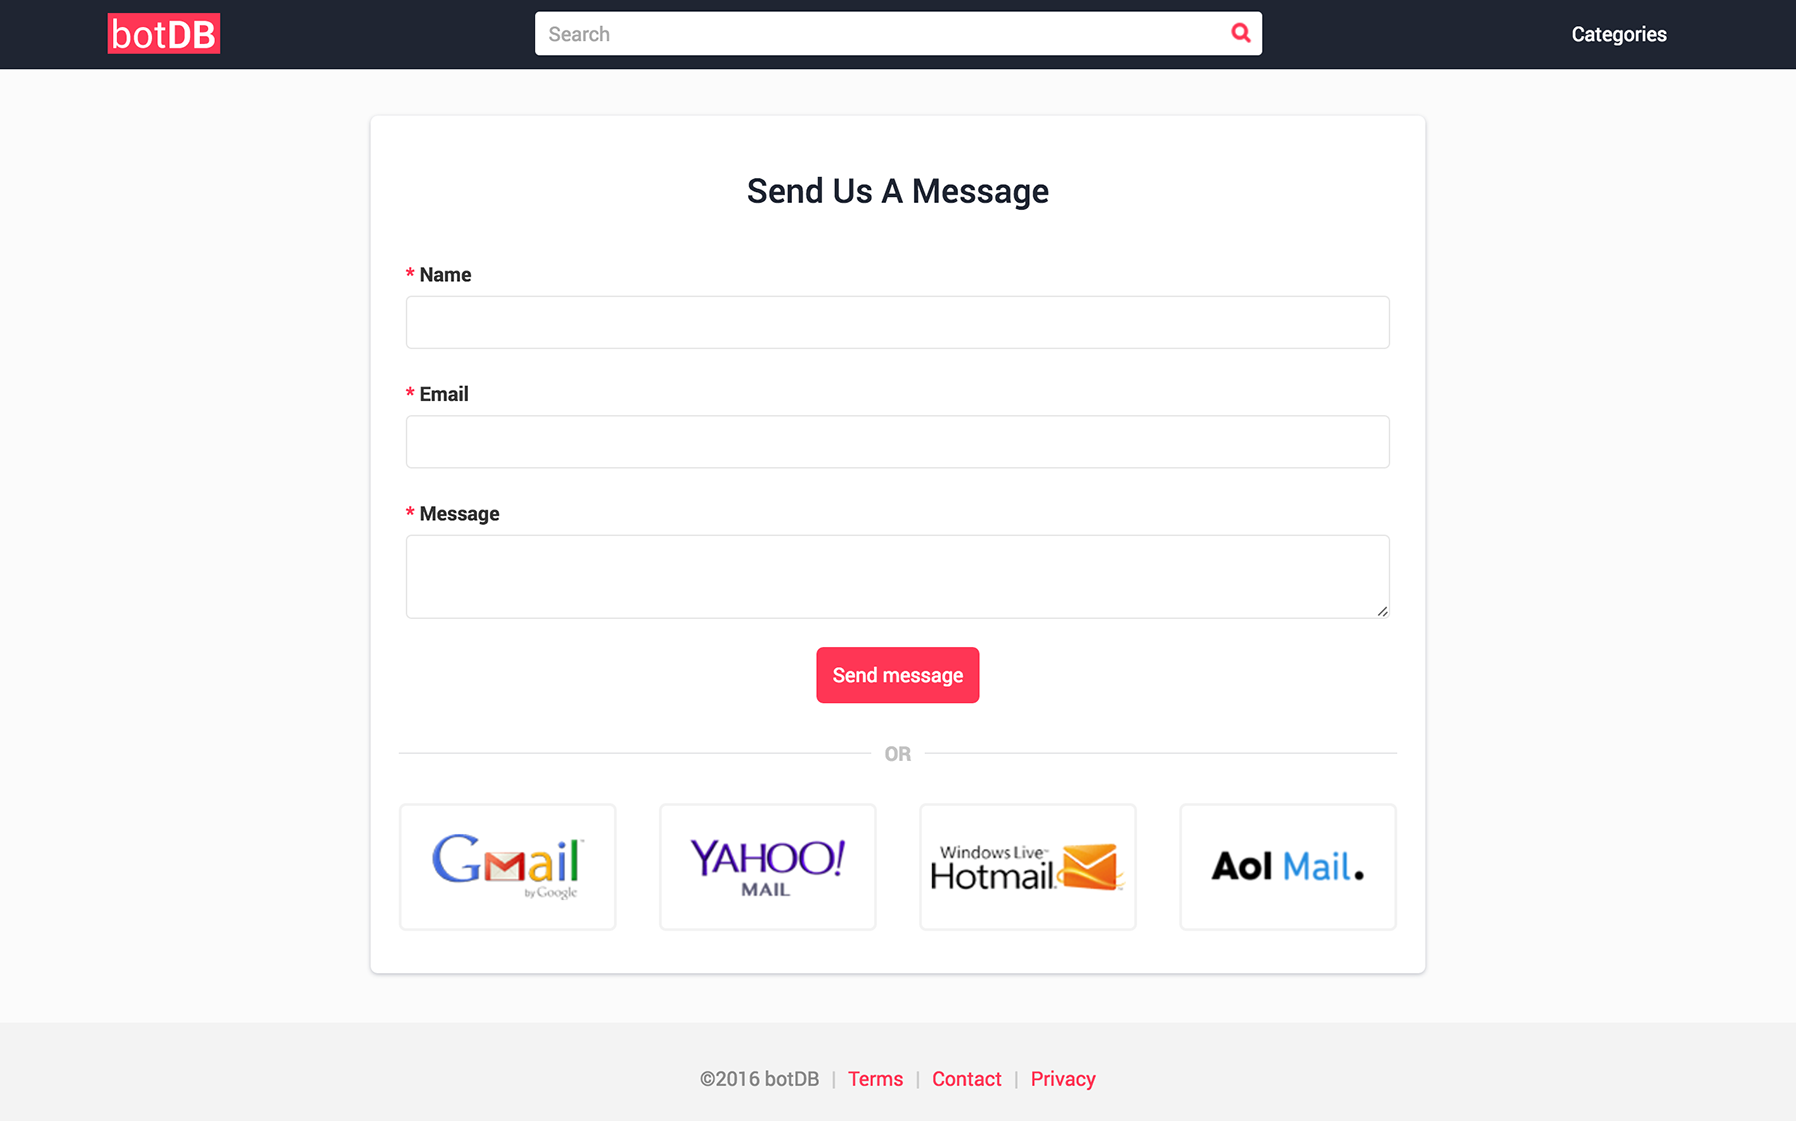 botDB
Search
Categories
Send Us A Message
* Name
* Email
* Message
Send message
OR
Gmail
by Google
YAHOO!
MAIL
Windows Live™
Hotmail.
Aol Mail.
©2016 botDB | Terms | Contact | Privacy